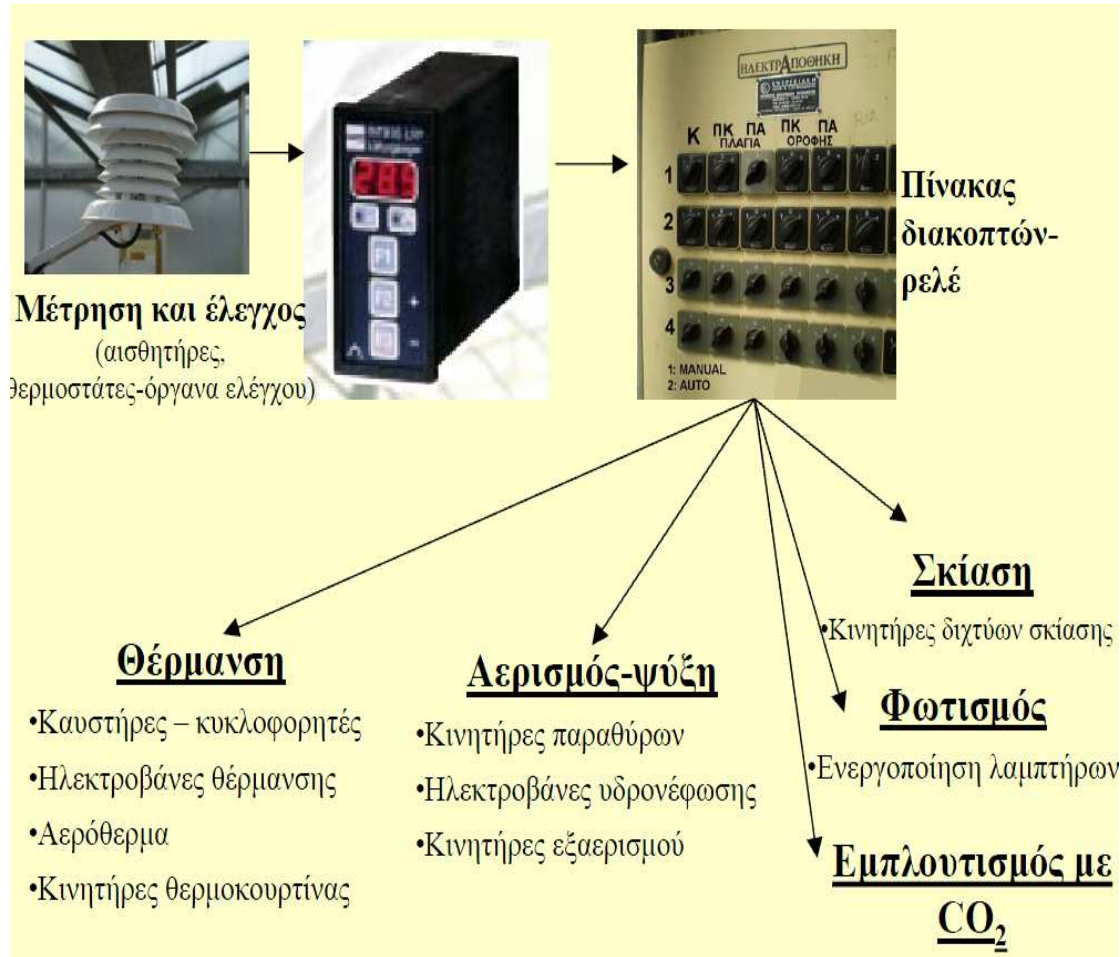 ΗΛΕΚΤΡΑΠΟΘΗΚΗ
Κ ΠΚ ΠΑ ΠΚ ΠΑ
ΠΛΑΓΙΑ ΟΡΟΦΗΣ
1
2
3
4
1: MANUAL
2: AUTO
Πίνακας
διακοπτών-
ρελέ
Μέτρηση και έλεγχος
(αισθητήρες,
θερμοστάτες-όργανα ελέγχου)
+
-
Θέρμανση
•Καυστήρες – κυκλοφορητές
•Ηλεκτροβάνες θέρμανσης
•Αερόθερμα
•Κινητήρες θερμοκουρτίνας
Αερισμός-ψύξη
•Κινητήρες παραθύρων
•Ηλεκτροβάνες υδρονέφωσης
•Κινητήρες εξαερισμού
Σκίαση
•Κινητήρες διχτύων σκίασης
Φωτισμός
•Ενεργοποίηση λαμπτήρων
Εμπλουτισμός με
CO2